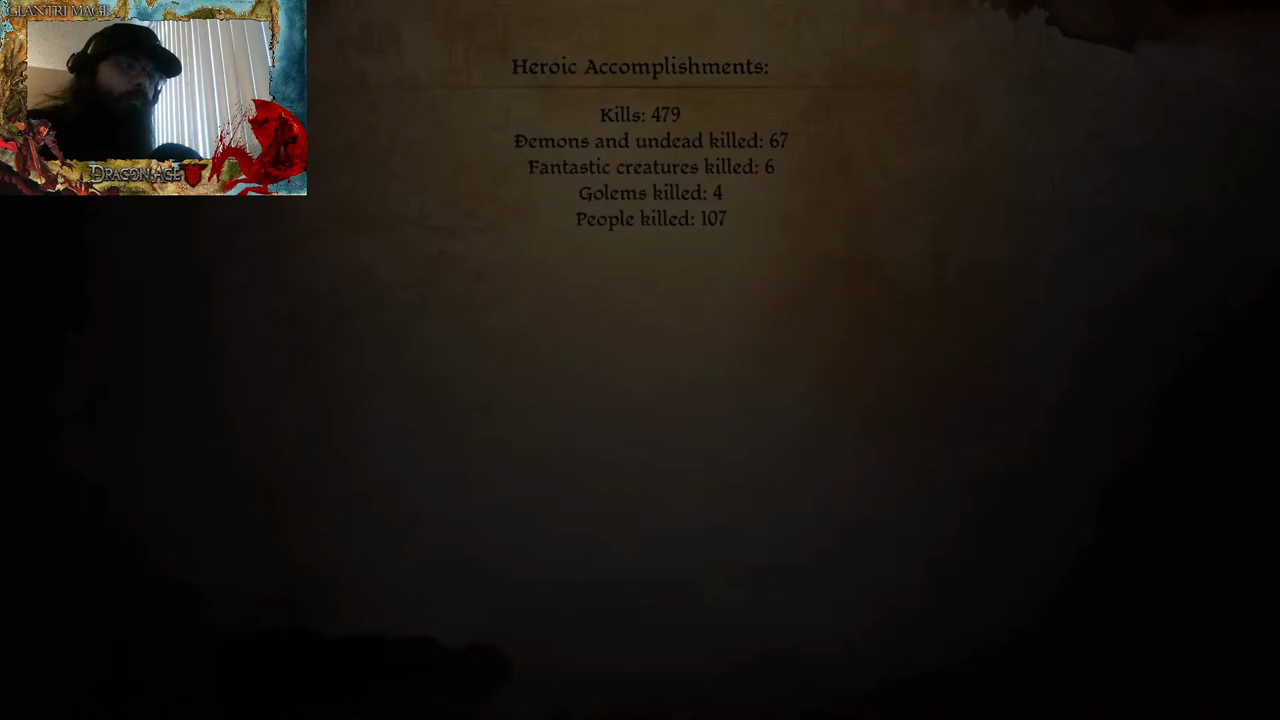 GLANTRI MAGE
DRAGON AGE
Heroic Accomplishments:
Kills: 479
Demons and undead killed: 67
Fantastic creatures killed: 6
Golems killed: 4
People killed: 107